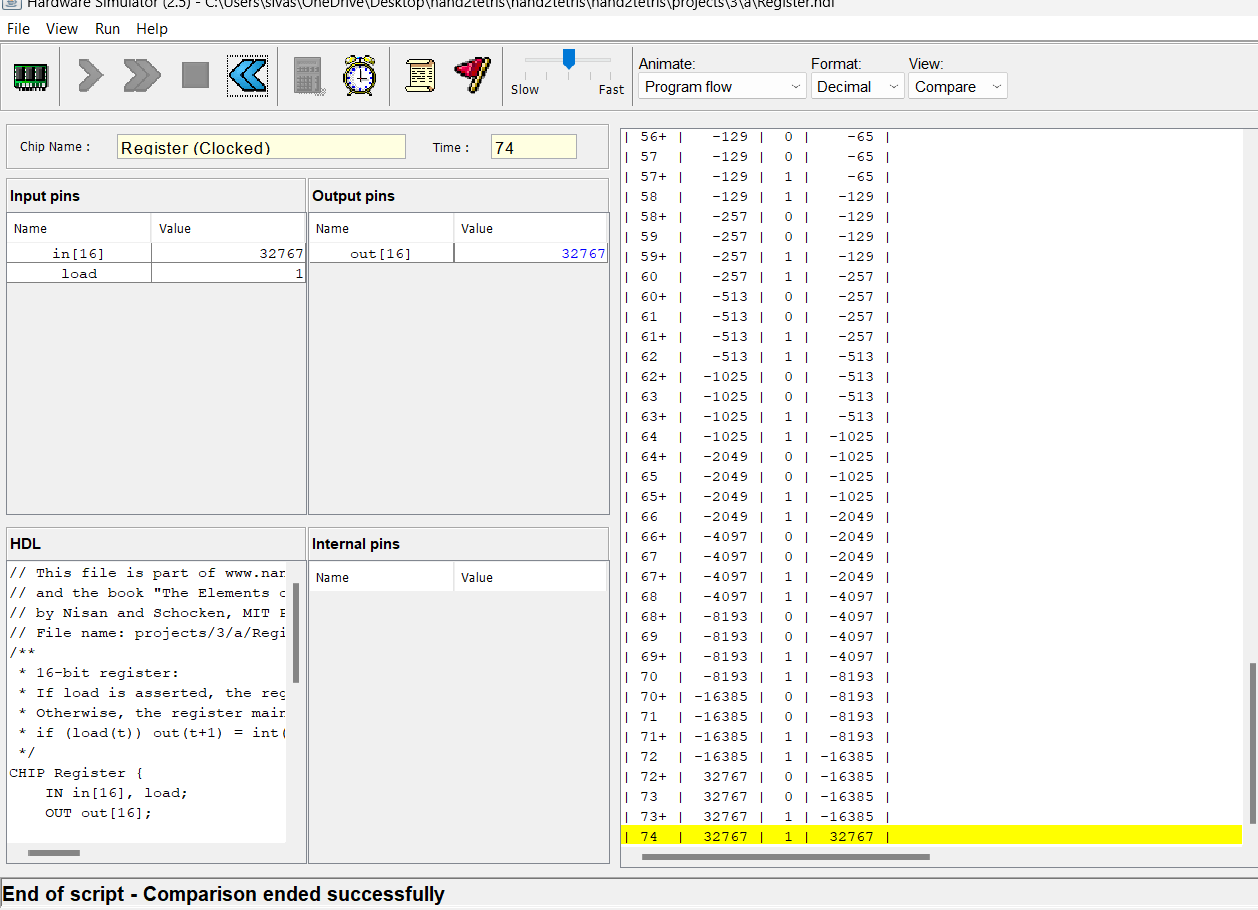 Hardware Simulator (2.5) - C:\Users\sivas\OneDrive\Desktop\nand2tetris\nand2tetris\nand2tetris\projects\3\a\Register.hdl
File View Run Help
Slow Fast
Animate: Format: View:
Program flow Decimal Compare
Chip Name : Register (Clocked) Time : 74
Input pins
Name Value
in[16] 32767
load 1
Output pins
Name Value
out[16] 32767
HDL
// This file is part of www.nan
// and the book "The Elements o
// by Nisan and Schocken, MIT P
// File name: projects/3/a/Regi
/**
* 16-bit register:
* If load is asserted, the reg
* Otherwise, the register main
* if (load(t)) out(t+1) = int(
*/
CHIP Register {
IN in[16], load;
OUT out[16];
Internal pins
Name Value
| 56+ | -129 | 0 | -65 |
| 57 | -129 | 0 | -65 |
| 57+ | -129 | 1 | -65 |
| 58 | -129 | 1 | -129 |
| 58+ | -257 | 0 | -129 |
| 59 | -257 | 0 | -129 |
| 59+ | -257 | 1 | -129 |
| 60 | -257 | 1 | -257 |
| 60+ | -513 | 0 | -257 |
| 61 | -513 | 0 | -257 |
| 61+ | -513 | 1 | -257 |
| 62 | -513 | 1 | -513 |
| 62+ | -1025 | 0 | -513 |
| 63 | -1025 | 0 | -513 |
| 63+ | -1025 | 1 | -513 |
| 64 | -1025 | 1 | -1025 |
| 64+ | -2049 | 0 | -1025 |
| 65 | -2049 | 0 | -1025 |
| 65+ | -2049 | 1 | -1025 |
| 66 | -2049 | 1 | -2049 |
| 66+ | -4097 | 0 | -2049 |
| 67 | -4097 | 0 | -2049 |
| 67+ | -4097 | 1 | -2049 |
| 68 | -4097 | 1 | -4097 |
| 68+ | -8193 | 0 | -4097 |
| 69 | -8193 | 0 | -4097 |
| 69+ | -8193 | 1 | -4097 |
| 70 | -8193 | 1 | -8193 |
| 70+ | -16385 | 0 | -8193 |
| 71 | -16385 | 0 | -8193 |
| 71+ | -16385 | 1 | -8193 |
| 72 | -16385 | 1 | -16385 |
| 72+ | 32767 | 0 | -16385 |
| 73 | 32767 | 0 | -16385 |
| 73+ | 32767 | 1 | -16385 |
| 74 | 32767 | 1 | 32767 |
End of script - Comparison ended successfully